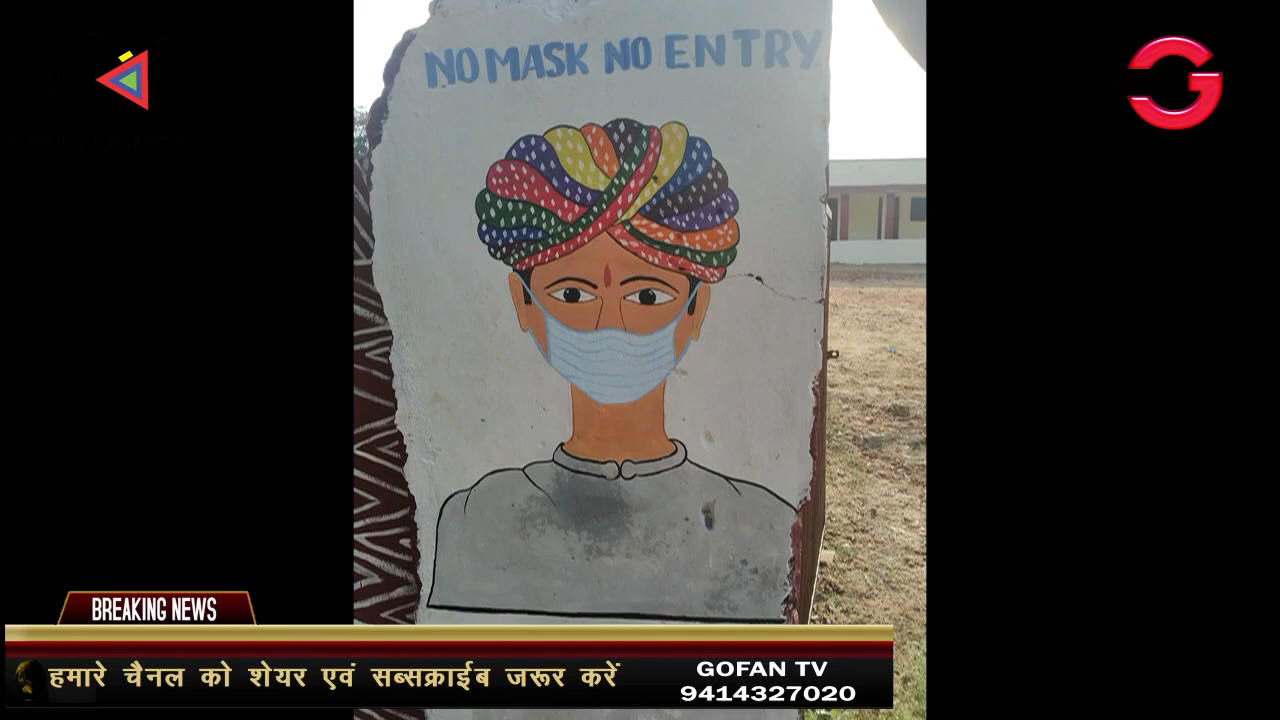 NO MASK NO ENTRY
BREAKING NEWS
हमारे चैनल को शेयर एवं सब्सक्राईब जरूर करें
GOFAN TV
9414327020